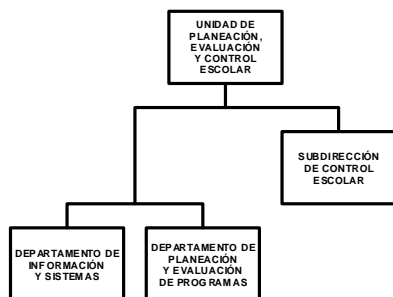 UNIDAD DE
PLANEACIÓN,
EVALUACIÓN
Y CONTROL
ESCOLAR
SUBDIRECCIÓN
DE CONTROL
ESCOLAR
DEPARTAMENTO DE
INFORMACIÓN
Y SISTEMAS
DEPARTAMENTO DE
PLANEACIÓN
Y EVALUACIÓN
DE PROGRAMAS